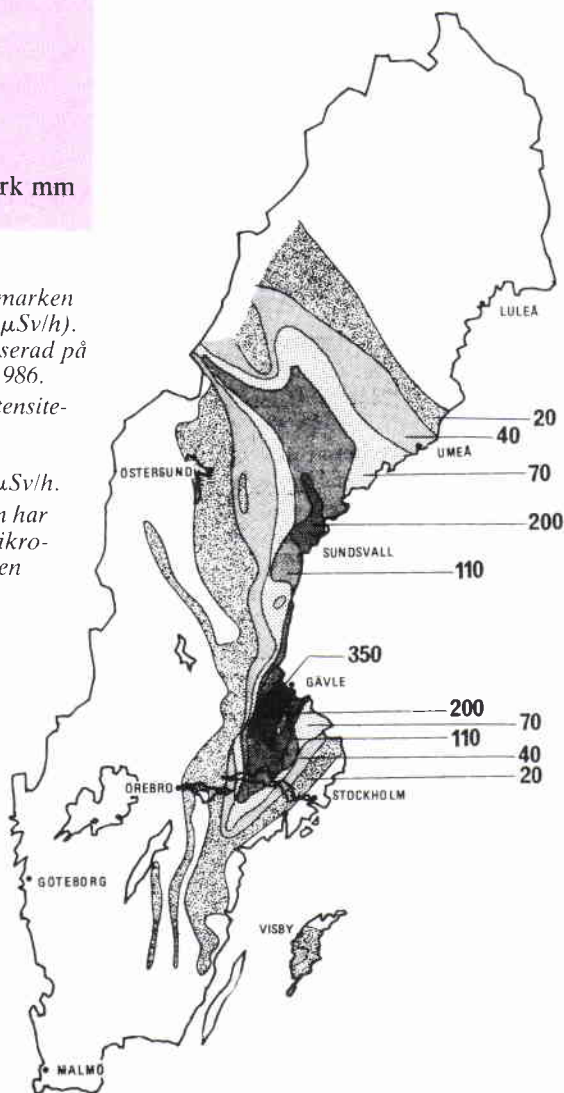 rk mm
marken
μSv/h).
serad på
986.
tensite-
μSv/h.
n har
ikro-
en
LULEÅ
20
40
UMEÅ
70
ÖSTERSUND
200
SUNDSVALL
110
350
GÄVLE
200
70
110
40
20
ÖREBRO
STOCKHOLM
GÖTEBORG
VISBY
MALMÖ